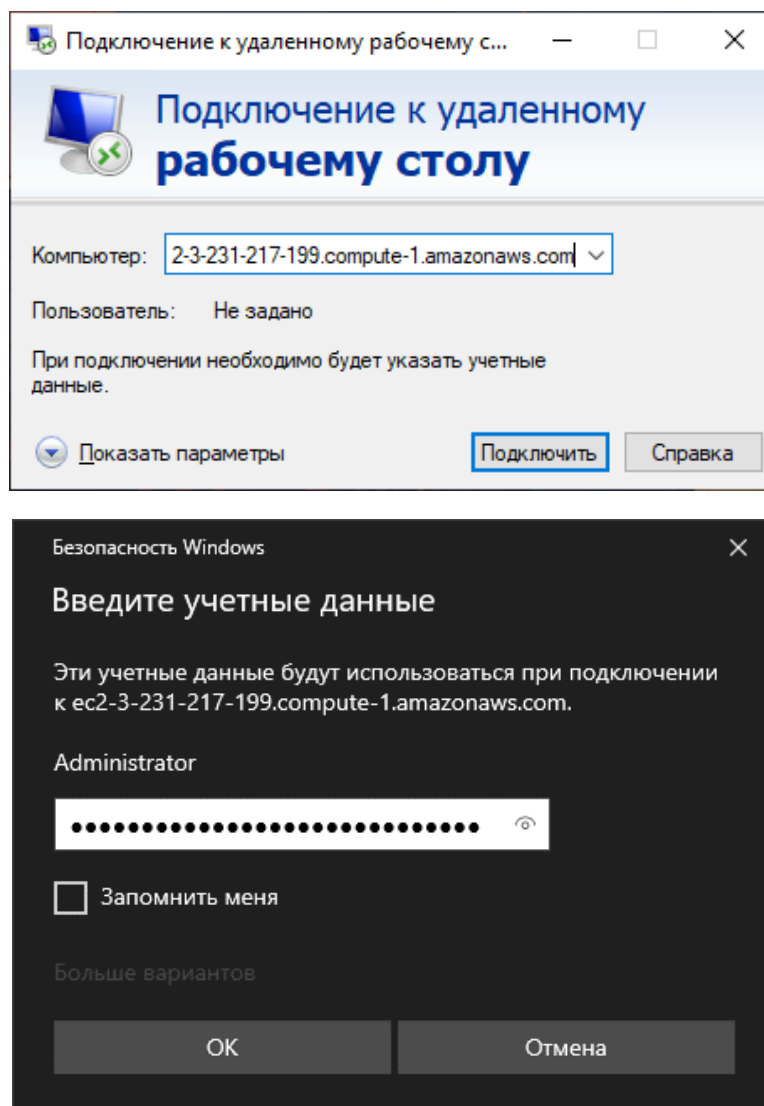 Подключение к удаленному рабочему с...
Подключение к удаленному
рабочему столу
Компьютер: 2-3-231-217-199.compute-1.amazonaws.com
Пользователь: Не задано
При подключении необходимо будет указать учетные
данные.
Показать параметры Подключить Справка
Безопасность Windows
Введите учетные данные
Эти учетные данные будут использоваться при подключении
к ec2-3-231-217-199.compute-1.amazonaws.com.
Administrator
Запомнить меня
Больше вариантов
ОК Отмена